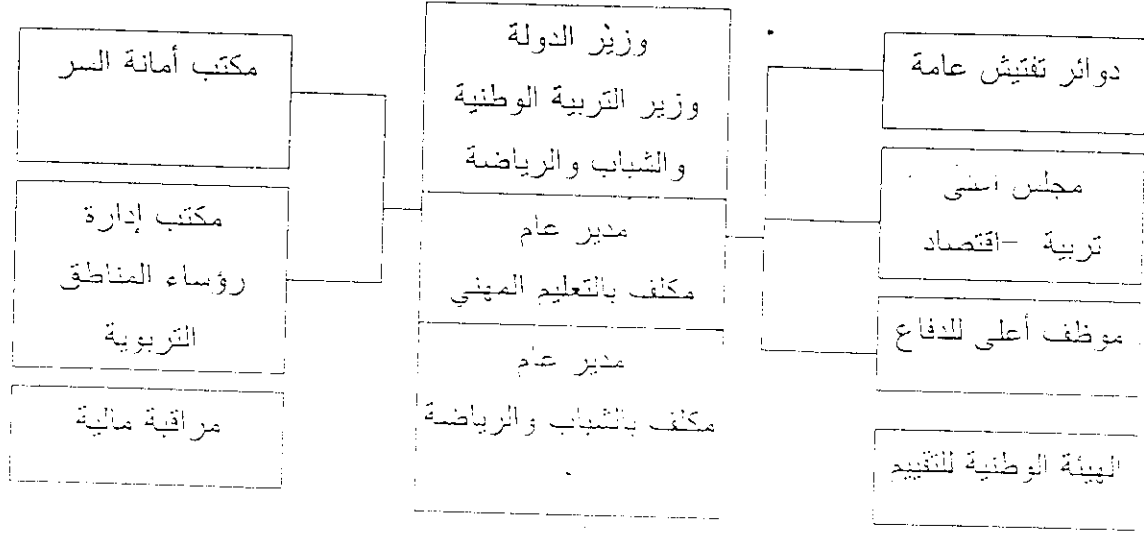 دوائر تفتيش عامة
مجلس أعلى
تربية -اقتصاد
موظف أعلى للدفاع
الهيئة الوطنية للتقييم
وزير الدولة
وزير التربية الوطنية
والشباب والرياضة
مدير عام
مكلف بالتعليم المهني
مدير عام
مكلف بالشباب والرياضة
مكتب أمانة السر
مكتب إدارة
رؤساء المناطق
التربوية
مراقبة مالية